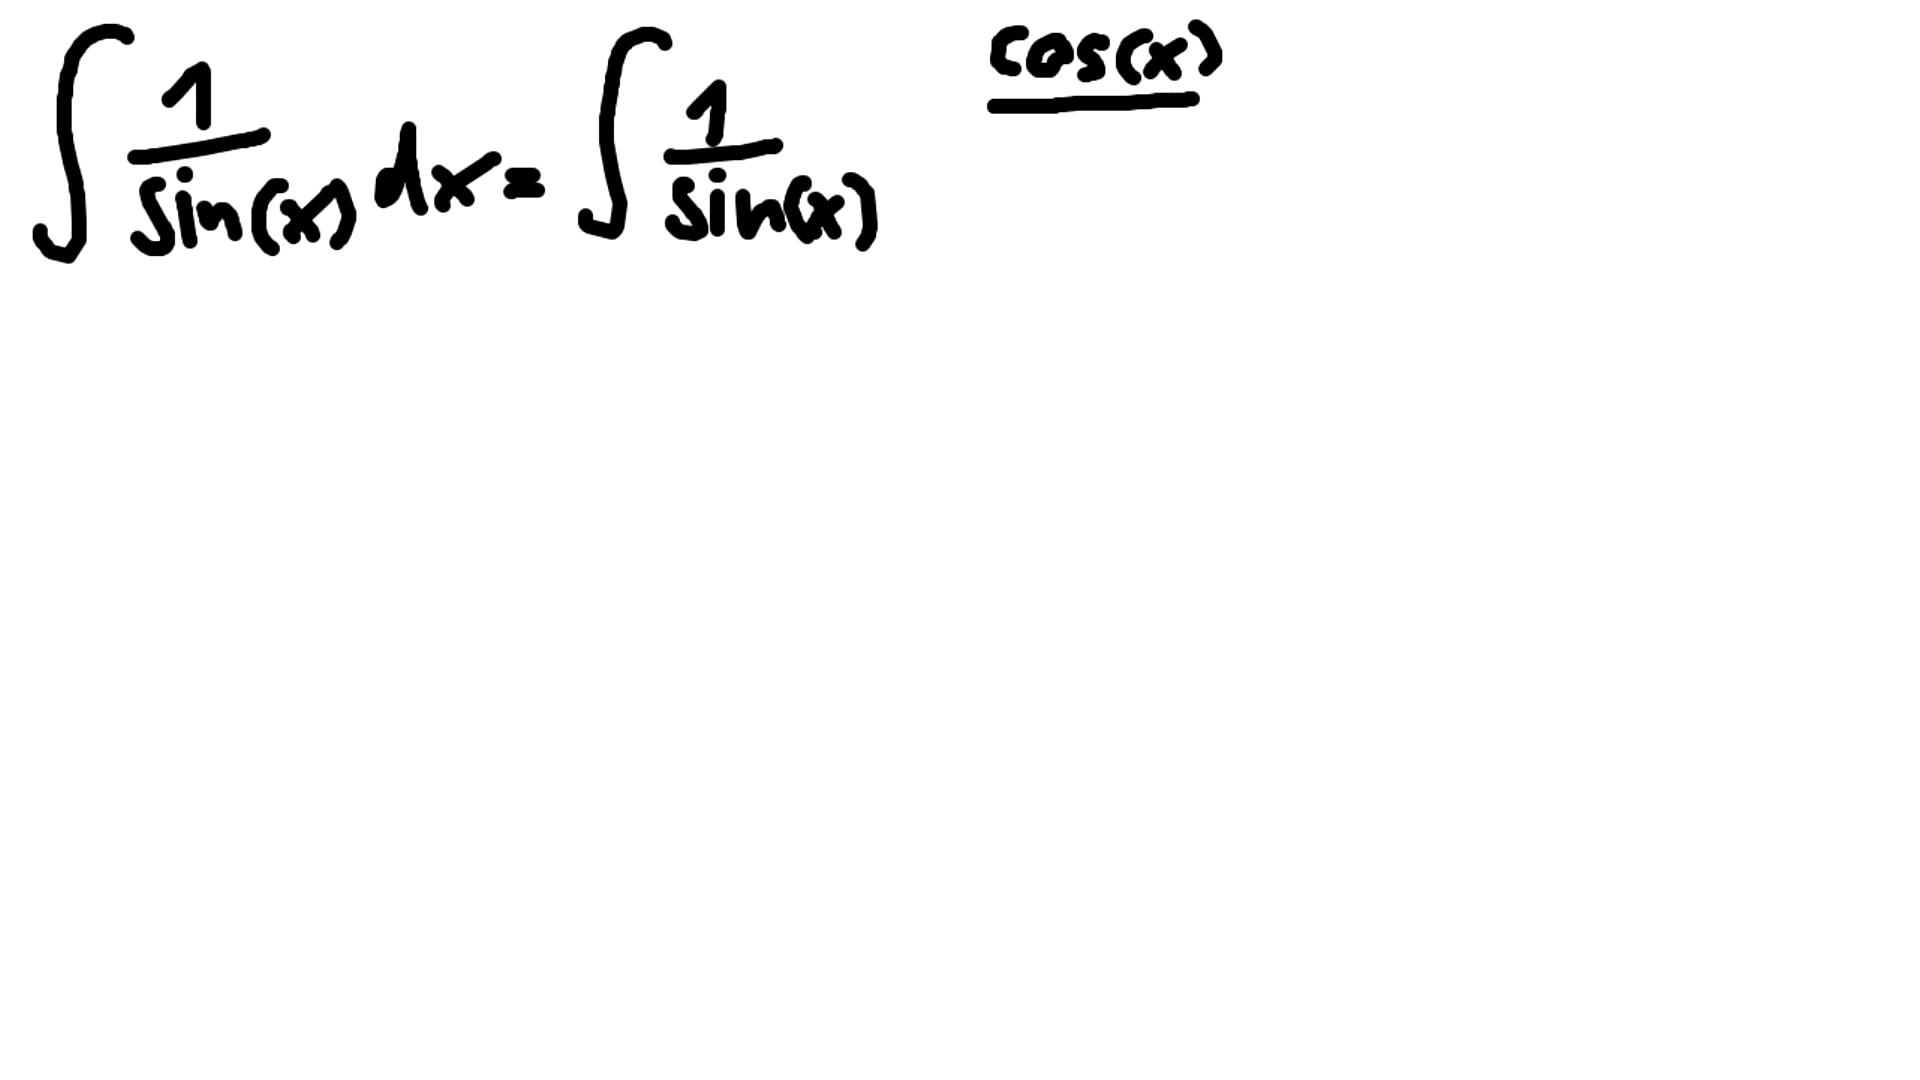 ∫ 1/sin(x) dx = ∫ 1/sin(x) cos(x)/